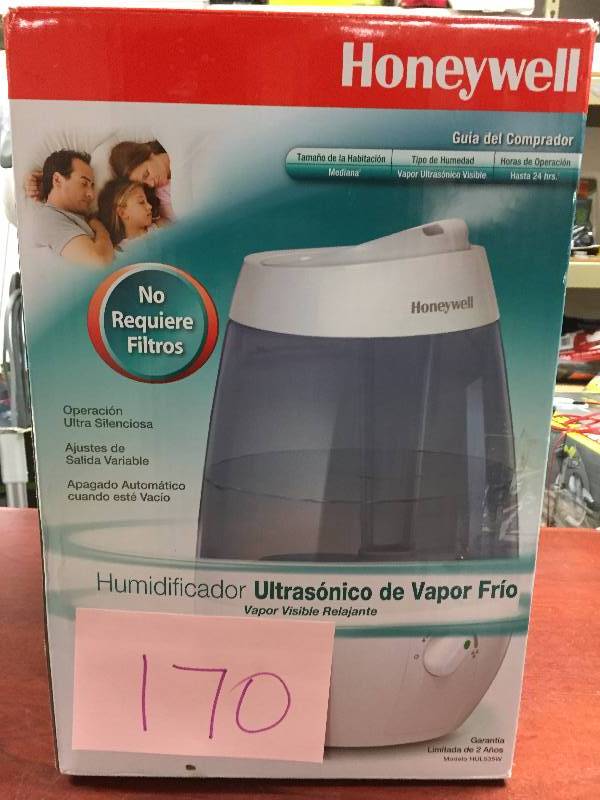 Honeywell
Guía del Comprador
Tamaño de la Habitación Tipo de Humedad Horas de Operación
Mediana Vapor Ultrasónico Visible Hasta 24 hrs.
Honeywell
No
Requiere
Filtros
Operación
Ultra Silenciosa
Ajustes de
Salida Variable
Apagado Automático
cuando esté Vacío
Humidificador Ultrasónico de Vapor Frío
Vapor Visible Relajante
170
Garantía
Limitada de 2 Años
Modelo HUL535W